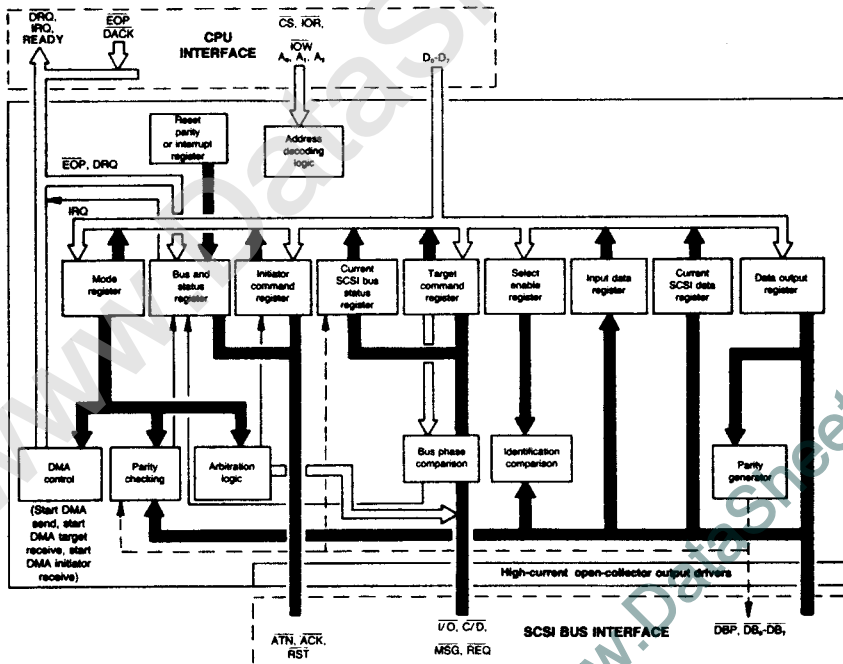 DRQ,
IRQ,
READY
EOP
DACK
CPU
INTERFACE
CS, IOR,
IOW
A₀, A₁, A₂
D₀-D₇
Reset
parity
or interrupt
register
Address
decoding
logic
EOP, DRQ
IRQ
Mode
register
Bus and
status
register
Initiator
command
register
Current
SCSI bus
status
register
Target
command
register
Select
enable
register
Input data
register
Current
SCSI data
register
Data output
register
DMA
control
Parity
checking
Arbitration
logic
Bus phase
comparison
Identification
comparison
Parity
generator
(Start DMA
send, start
DMA target
receive, start
DMA initiator
receive)
High-current open-collector output drivers
ATN, ACK,
RST
I/O, C/D,
MSG, REQ
SCSI BUS INTERFACE
DBP, DB₀-DB₇
www.DataSheet
www.DataSheet